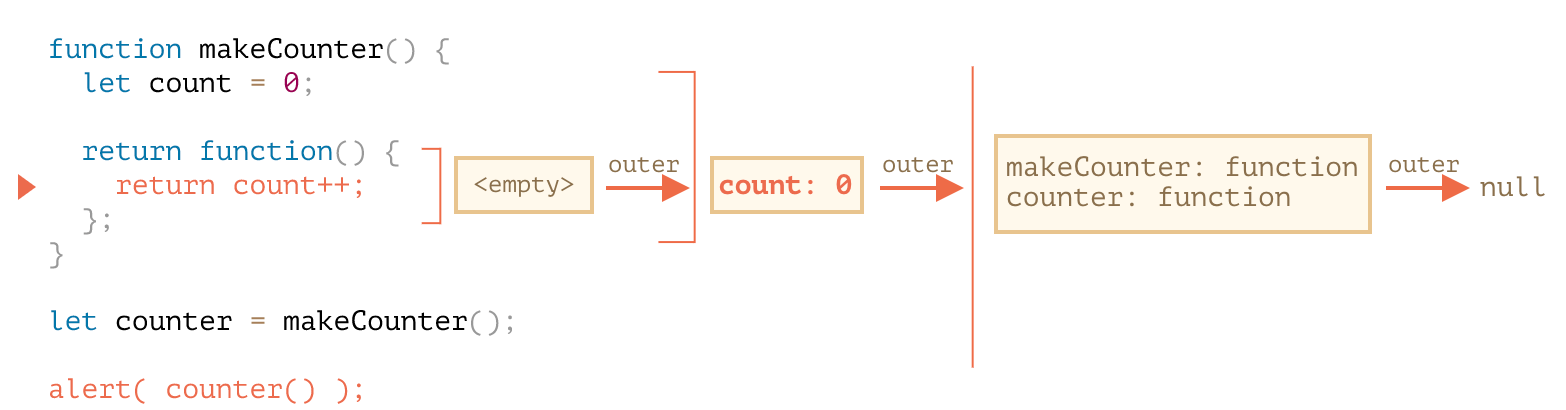 function makeCounter() {
  let count = 0;
  return function() {
    return count++;
  };
}
let counter = makeCounter();
alert( counter() );
<empty>
outer
count: 0
outer
makeCounter: function
counter: function
outer
null